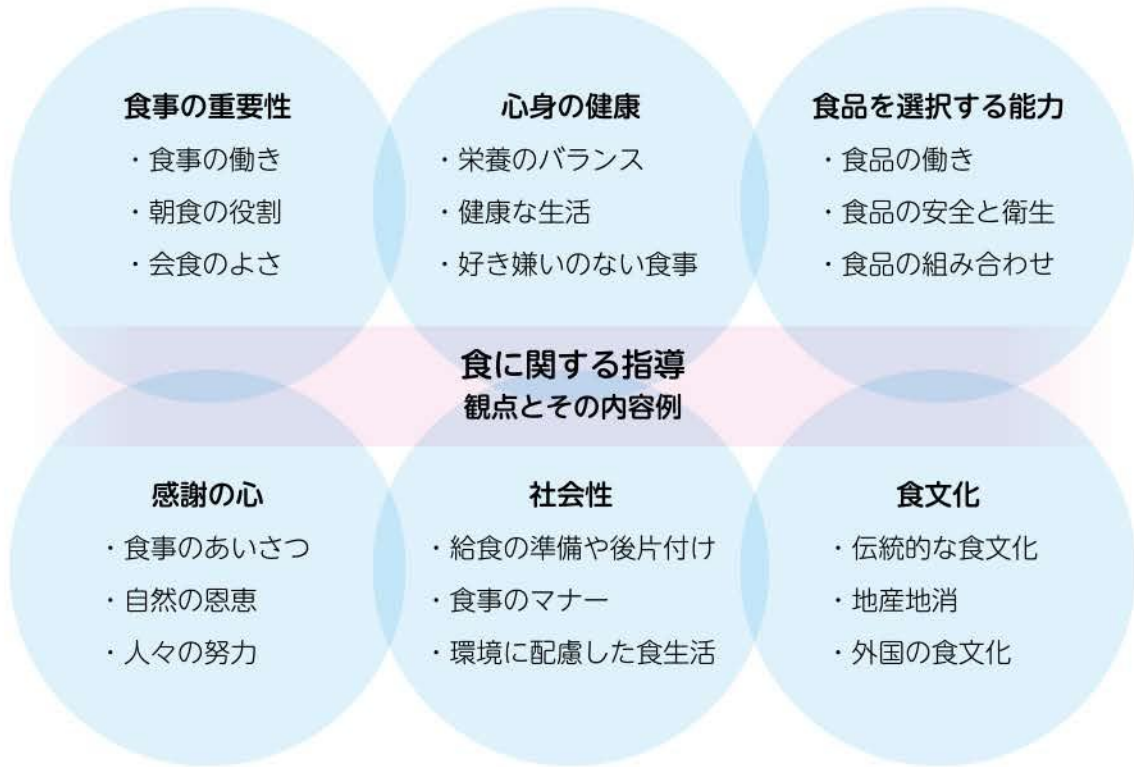 食事の重要性
・食事の働き
・朝食の役割
・会食のよさ
心身の健康
・栄養のバランス
・健康な生活
・好き嫌いのない食事
食品を選択する能力
・食品の働き
・食品の安全と衛生
・食品の組み合わせ
食に関する指導
観点とその内容例
感謝の心
・食事のあいさつ
・自然の恩恵
・人々の努力
社会性
・給食の準備や後片付け
・食事のマナー
・環境に配慮した食生活
食文化
・伝統的な食文化
・地産地消
・外国の食文化